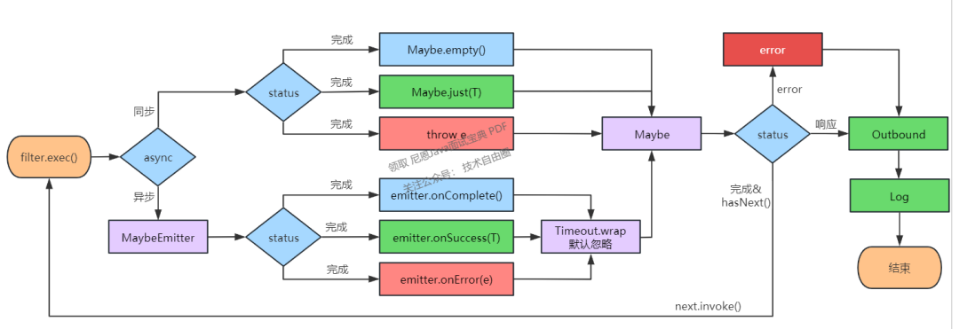 完成
Maybe.empty()
error
status
完成
Maybe.just(T)
error
同步
完成
throw e
Maybe
status
响应
Outbound
filter.exec()
async
领取 尼恩Java面试宝典 PDF
关注公众号： 技术自由圈
异步
完成
emitter.onComplete()
完成&
hasNext()
Log
MaybeEmitter
status
完成
emitter.onSuccess(T)
Timeout.wrap
默认忽略
完成
emitter.onError(e)
结束
next.invoke()